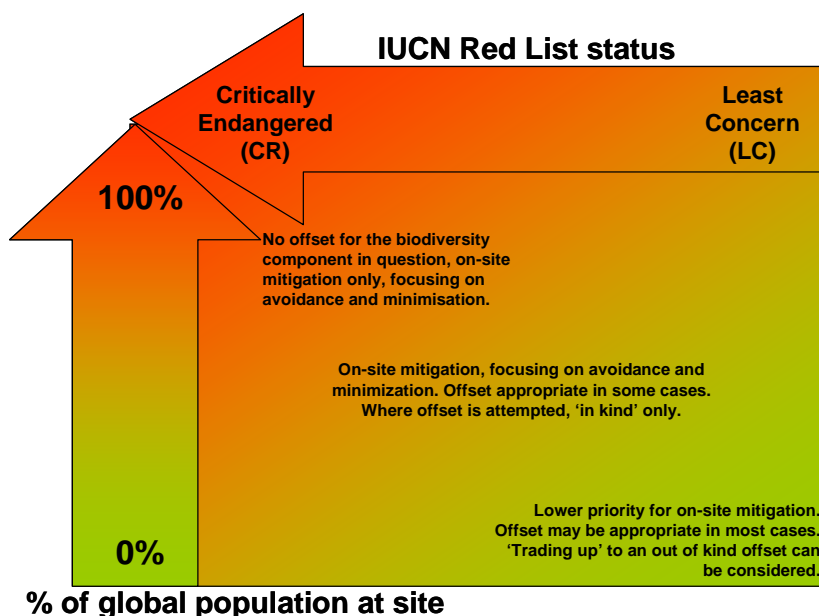 IUCN Red List status
Critically
Endangered
(CR)
Least
Concern
(LC)
100%
No offset for the biodiversity
component in question, on-site
mitigation only, focusing on
avoidance and minimisation.
On-site mitigation, focusing on avoidance and
minimization. Offset appropriate in some cases.
Where offset is attempted, ‘in kind’ only.
Lower priority for on-site mitigation.
Offset may be appropriate in most cases.
‘Trading up’ to an out of kind offset can
be considered.
0%
% of global population at site